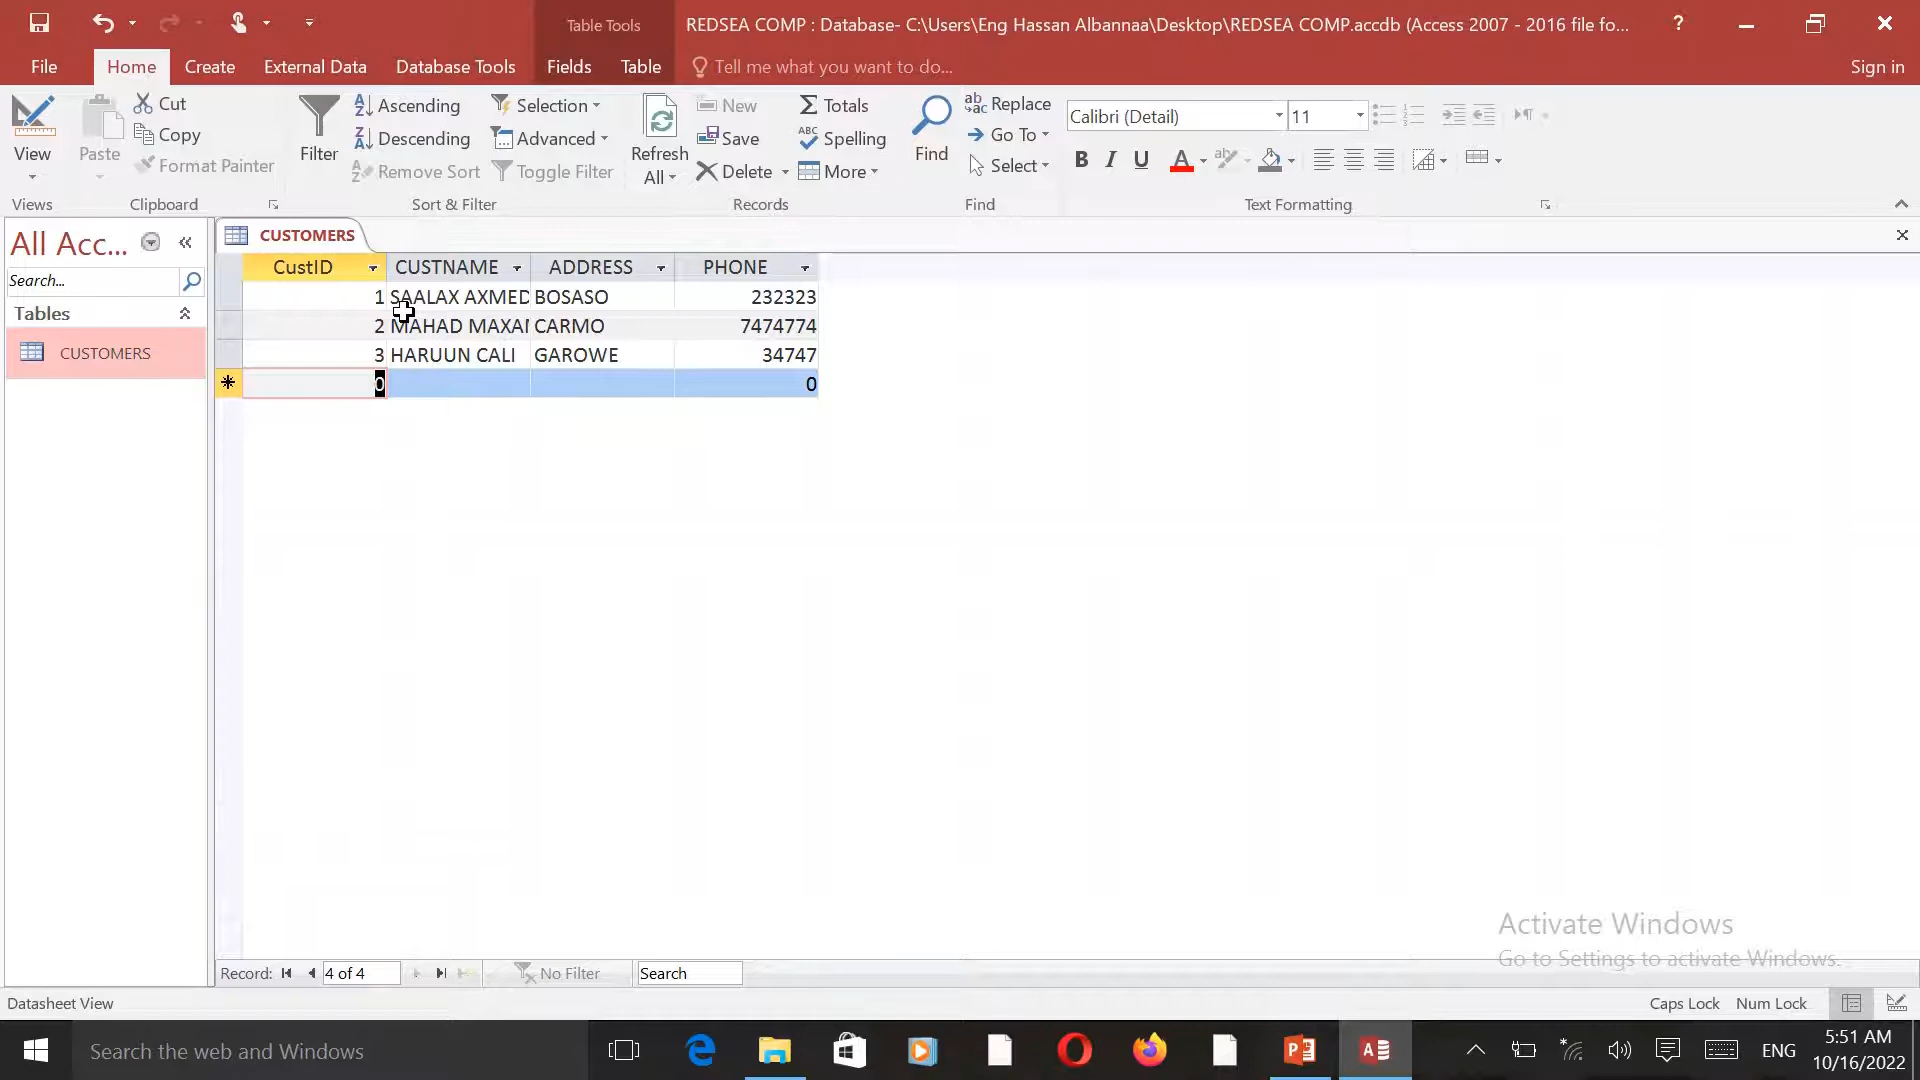 Table Tools
REDSEA COMP : Database- C:\Users\Eng Hassan Albannaa\Desktop\REDSEA COMP.accdb (Access 2007 - 2016 file fo...
?
File Home Create External Data Database Tools Fields Table Tell me what you want to do... Sign in
View
Paste
Cut
Copy
Format Painter
Filter
Ascending
Descending
Remove Sort
Selection
Advanced
Toggle Filter
Refresh
All
New
Save
Delete
Totals
Spelling
More
Find
Replace
Go To
Select
Calibri (Detail) 11
B I U A
Views Clipboard Sort & Filter Records Find Text Formatting
All Acc...
Search...
Tables
CUSTOMERS
CUSTOMERS
CustID CUSTNAME ADDRESS PHONE
1 SAALAX AXMED BOSASO 232323
2 MAHAD MAXAM CARMO 7474774
3 HARUUN CALI GAROWE 34747
0 0
Activate Windows
Go to Settings to activate Windows.
Record: 4 of 4 No Filter Search
Datasheet View Caps Lock Num Lock
Search the web and Windows
ENG
5:51 AM
10/16/2022